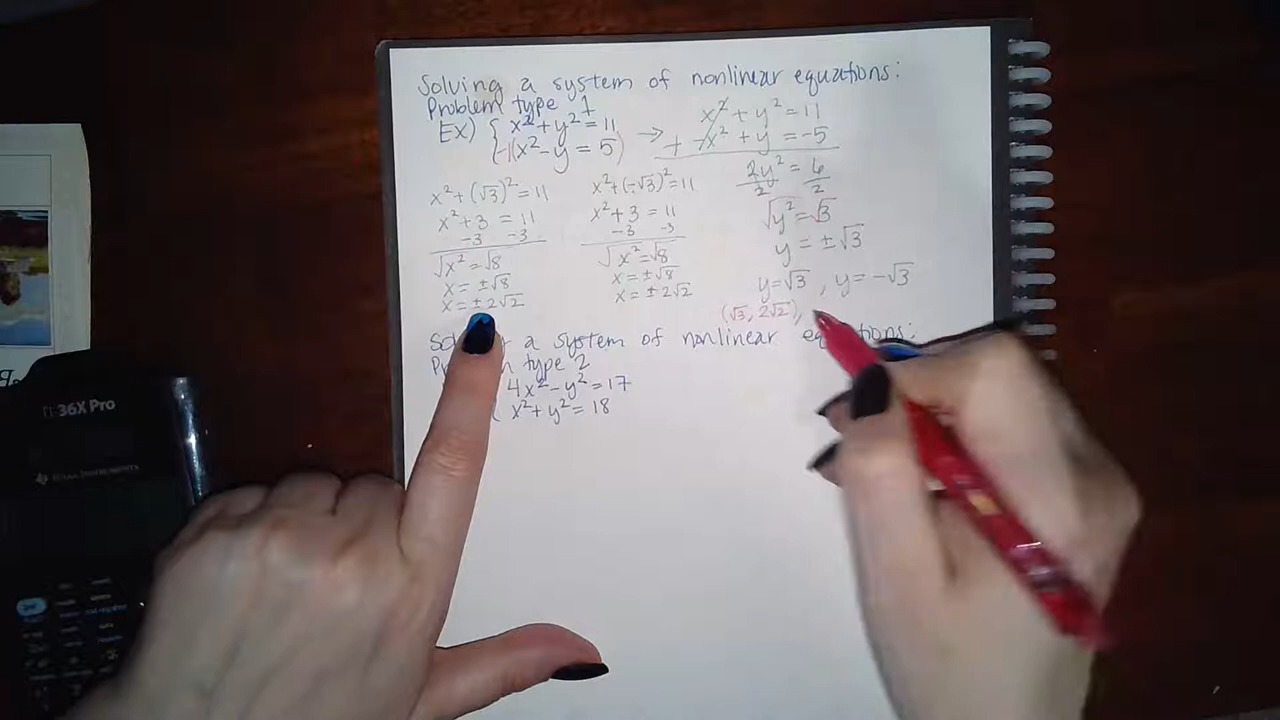 Solving a system of nonlinear equations:
Problem type 1
Ex) { x²+y²=11
-1(x²-y = 5)
→ x² + y² = 11
+ -x² + y = -5
2y² = 6
2 2
√y² = √3
y = ±√3
y=√3 , y = -√3
(√3, 2√2),
x²+(√3)²=11
x²+3 = 11
-3 -3
√x² = √8
x = ±√8
x = ±2√2
x²+(-√3)²=11
x²+3 = 11
-3 -3
√x² = √8
x = ±√8
x = ±2√2
a system of nonlinear
type 2
4x²-y²=17
x²+y²= 18
TI-36X Pro
TEXAS INSTRUMENTS